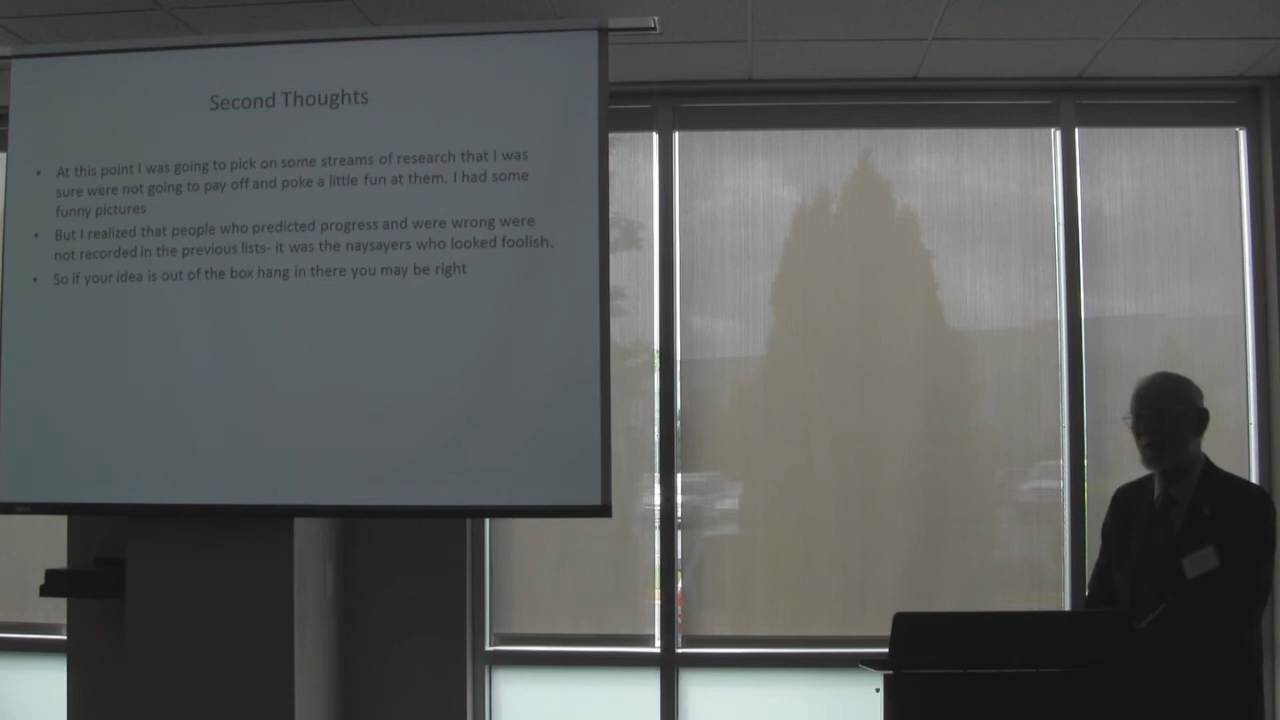 Second Thoughts
• At this point I was going to pick on some streams of research that I was
sure were not going to pay off and poke a little fun at them. I had some
funny pictures
• But I realized that people who predicted progress and were wrong were
not recorded in the previous lists- it was the naysayers who looked foolish.
• So if your idea is out of the box hang in there you may be right